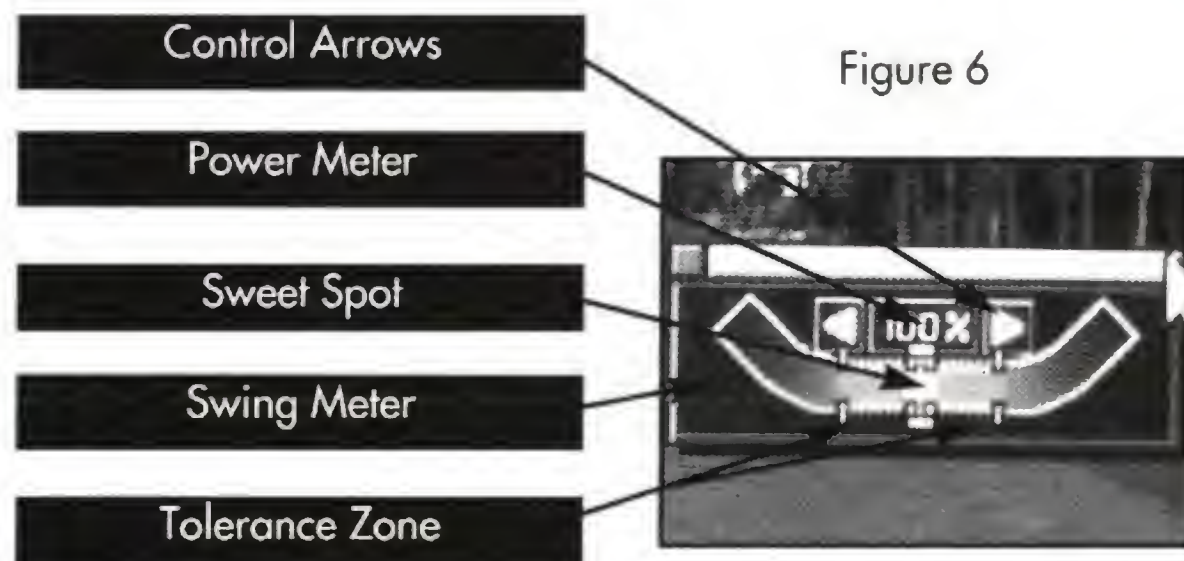 Control Arrows
Figure 6
Power Meter
100%
Sweet Spot
Swing Meter
Tolerance Zone